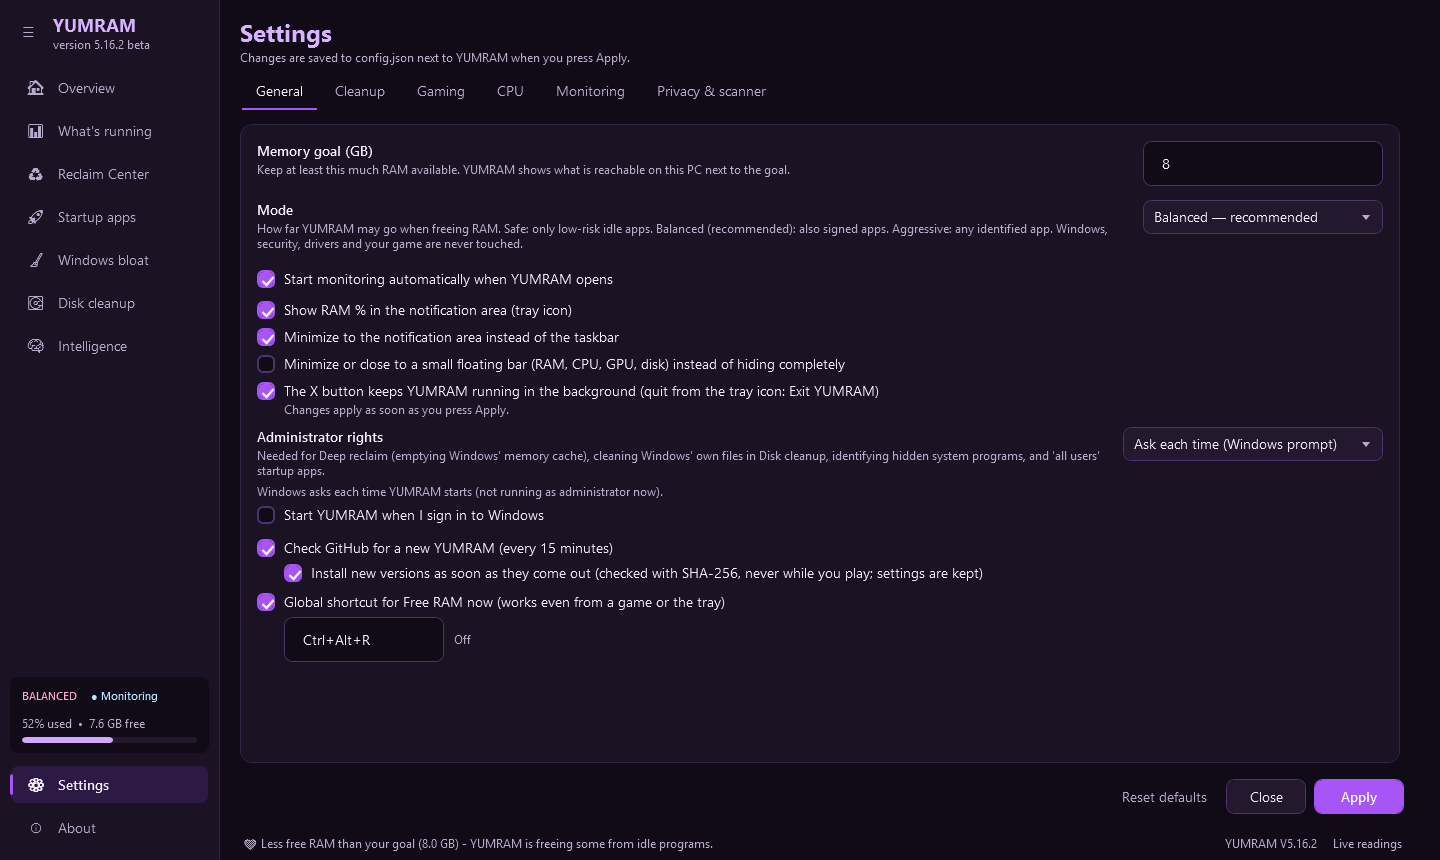 YUMRAM
version 5.16.2 beta
Overview
What's running
Reclaim Center
Startup apps
Windows bloat
Disk cleanup
Intelligence
BALANCED ● Monitoring
52% used • 7.6 GB free
Settings
About
Settings
Changes are saved to config.json next to YUMRAM when you press Apply.
General Cleanup Gaming CPU Monitoring Privacy & scanner
Memory goal (GB)
Keep at least this much RAM available. YUMRAM shows what is reachable on this PC next to the goal.
8
Mode
How far YUMRAM may go when freeing RAM. Safe: only low-risk idle apps. Balanced (recommended): also signed apps. Aggressive: any identified app. Windows,
security, drivers and your game are never touched.
Balanced — recommended
Start monitoring automatically when YUMRAM opens
Show RAM % in the notification area (tray icon)
Minimize to the notification area instead of the taskbar
Minimize or close to a small floating bar (RAM, CPU, GPU, disk) instead of hiding completely
The X button keeps YUMRAM running in the background (quit from the tray icon: Exit YUMRAM)
Changes apply as soon as you press Apply.
Administrator rights
Needed for Deep reclaim (emptying Windows' memory cache), cleaning Windows' own files in Disk cleanup, identifying hidden system programs, and 'all users'
startup apps.
Ask each time (Windows prompt)
Windows asks each time YUMRAM starts (not running as administrator now).
Start YUMRAM when I sign in to Windows
Check GitHub for a new YUMRAM (every 15 minutes)
Install new versions as soon as they come out (checked with SHA-256, never while you play; settings are kept)
Global shortcut for Free RAM now (works even from a game or the tray)
Ctrl+Alt+R Off
Reset defaults Close Apply
Less free RAM than your goal (8.0 GB) - YUMRAM is freeing some from idle programs.
YUMRAM V5.16.2 Live readings